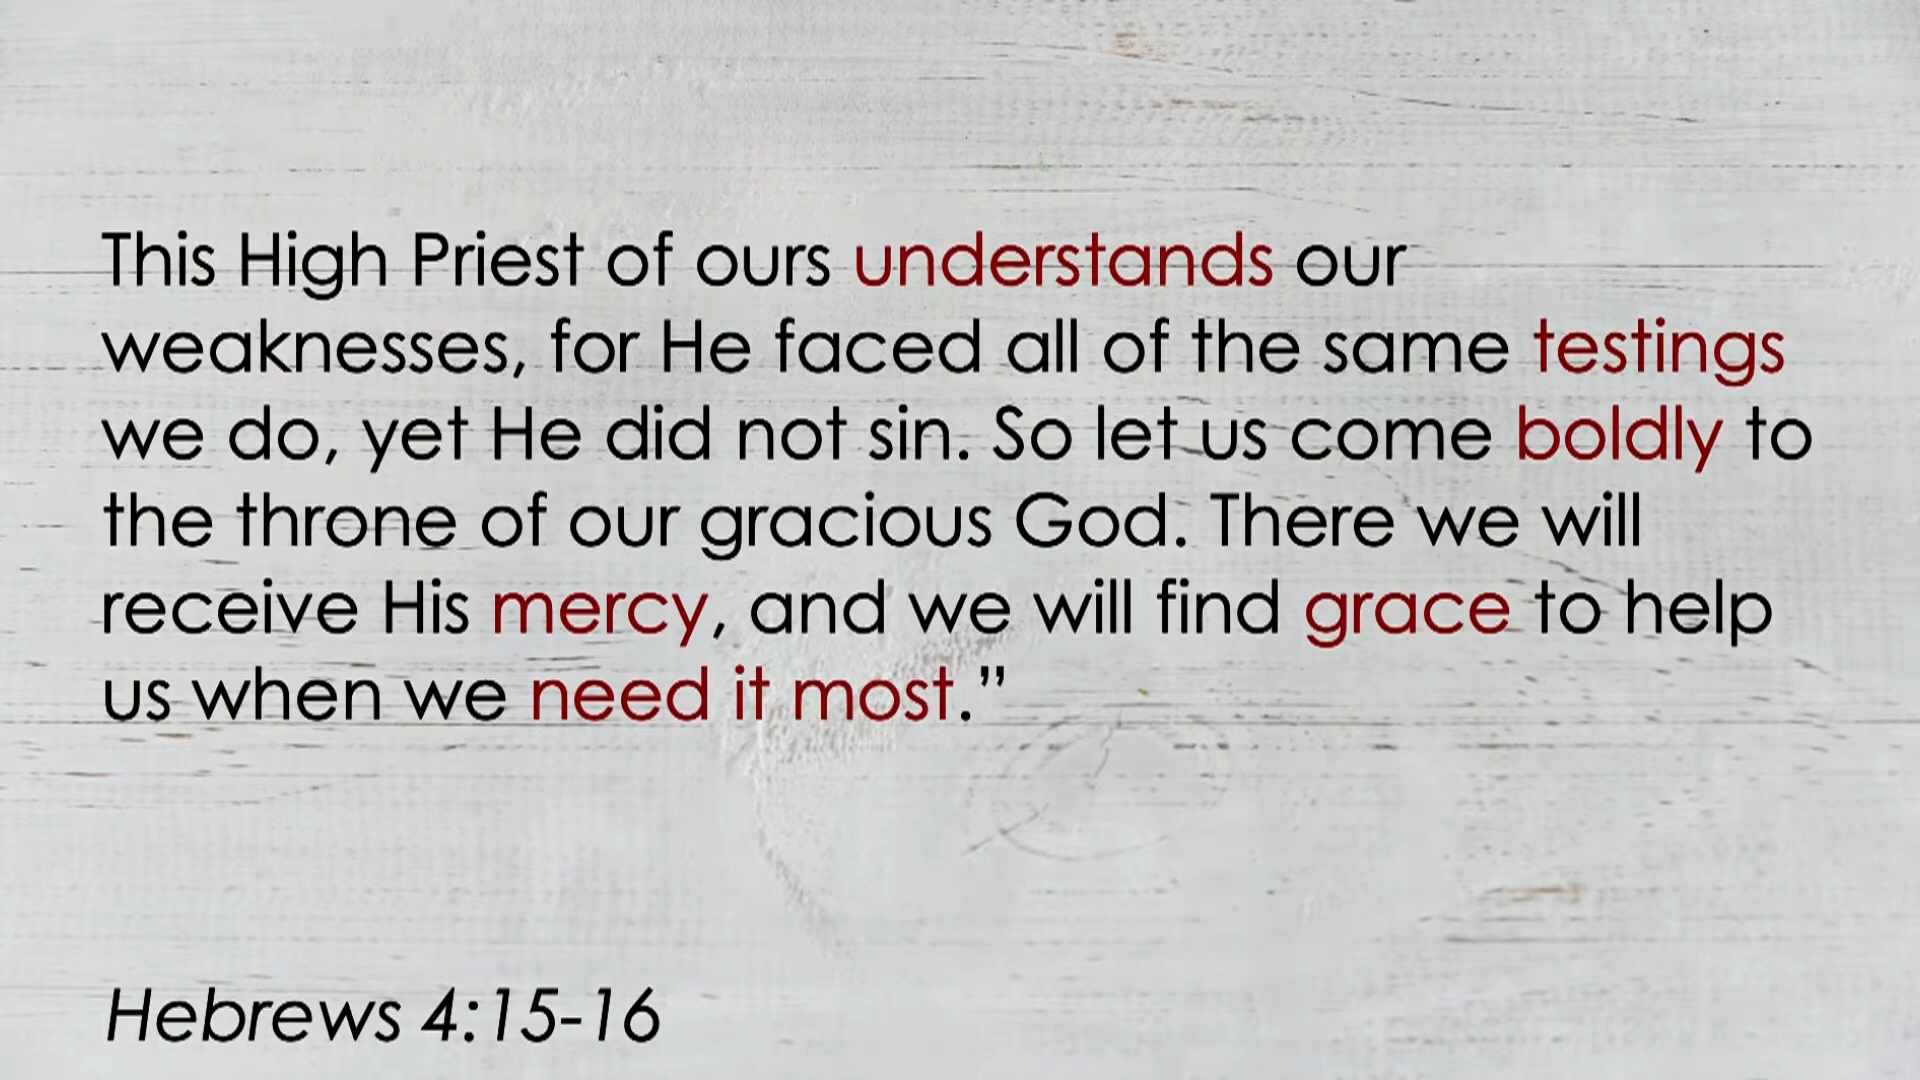 This High Priest of ours understands our
weaknesses, for He faced all of the same testings
we do, yet He did not sin. So let us come boldly to
the throne of our gracious God. There we will
receive His mercy, and we will find grace to help
us when we need it most.”
Hebrews 4:15-16